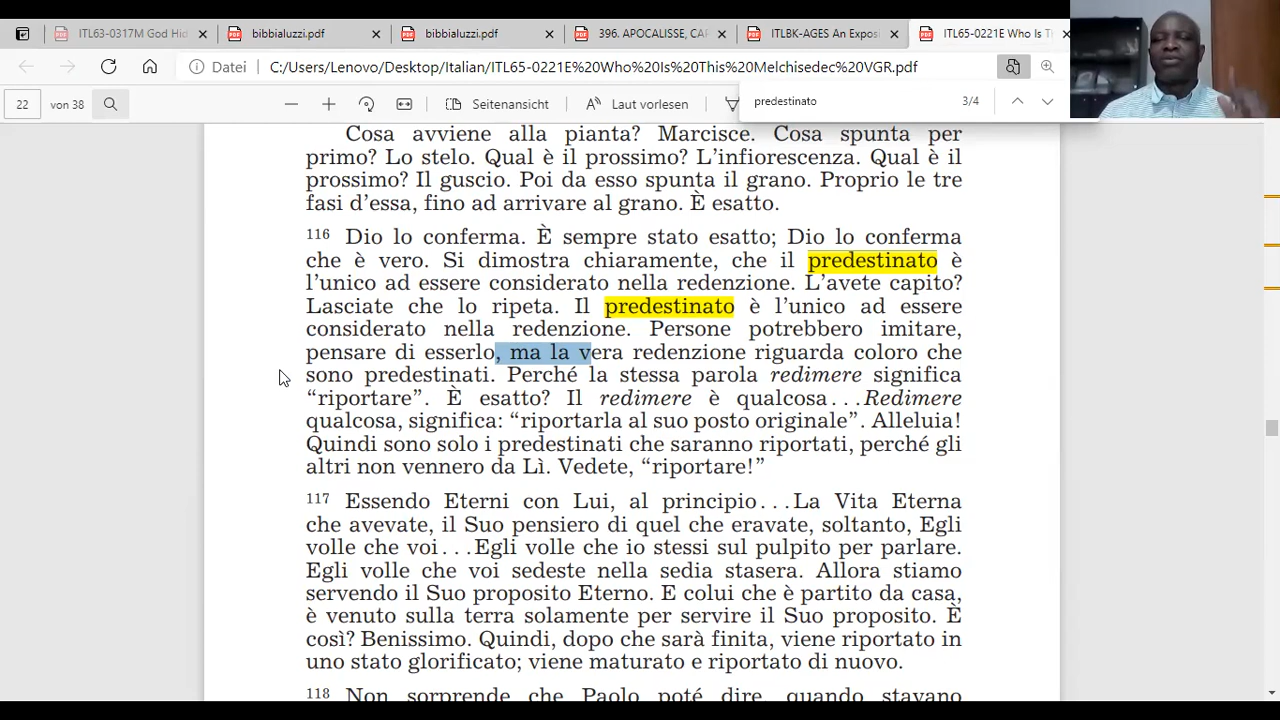 ITL63-0317M God Hid
bibbialuzzi.pdf
bibbialuzzi.pdf
396. APOCALISSE, CAP
ITLBK-AGES An Exposi
ITL65-0221E Who Is T
Datei
C:/Users/Lenovo/Desktop/Italian/ITL65-0221E%20Who%20Is%20This%20Melchisedec%20VGR.pdf
22 von 38
Seitenansicht
Laut vorlesen
predestinato
3/4
Cosa avviene alla pianta? Marcisce. Cosa spunta per
primo? Lo stelo. Qual è il prossimo? L’infiorescenza. Qual è il
prossimo? Il guscio. Poi da esso spunta il grano. Proprio le tre
fasi d’essa, fino ad arrivare al grano. È esatto.
116 Dio lo conferma. È sempre stato esatto; Dio lo conferma
che è vero. Si dimostra chiaramente, che il predestinato è
l’unico ad essere considerato nella redenzione. L’avete capito?
Lasciate che lo ripeta. Il predestinato è l’unico ad essere
considerato nella redenzione. Persone potrebbero imitare,
pensare di esserlo, ma la vera redenzione riguarda coloro che
sono predestinati. Perché la stessa parola redimere significa
“riportare”. È esatto? Il redimere è qualcosa...Redimere
qualcosa, significa: “riportarla al suo posto originale”. Alleluia!
Quindi sono solo i predestinati che saranno riportati, perché gli
altri non vennero da Lì. Vedete, “riportare!”
117 Essendo Eterni con Lui, al principio...La Vita Eterna
che avevate, il Suo pensiero di quel che eravate, soltanto, Egli
volle che voi...Egli volle che io stessi sul pulpito per parlare.
Egli volle che voi sedeste nella sedia stasera. Allora stiamo
servendo il Suo proposito Eterno. E colui che è partito da casa,
è venuto sulla terra solamente per servire il Suo proposito. È
così? Benissimo. Quindi, dopo che sarà finita, viene riportato in
uno stato glorificato; viene maturato e riportato di nuovo.
118 Non sorprende che Paolo poté dire, quando stavano